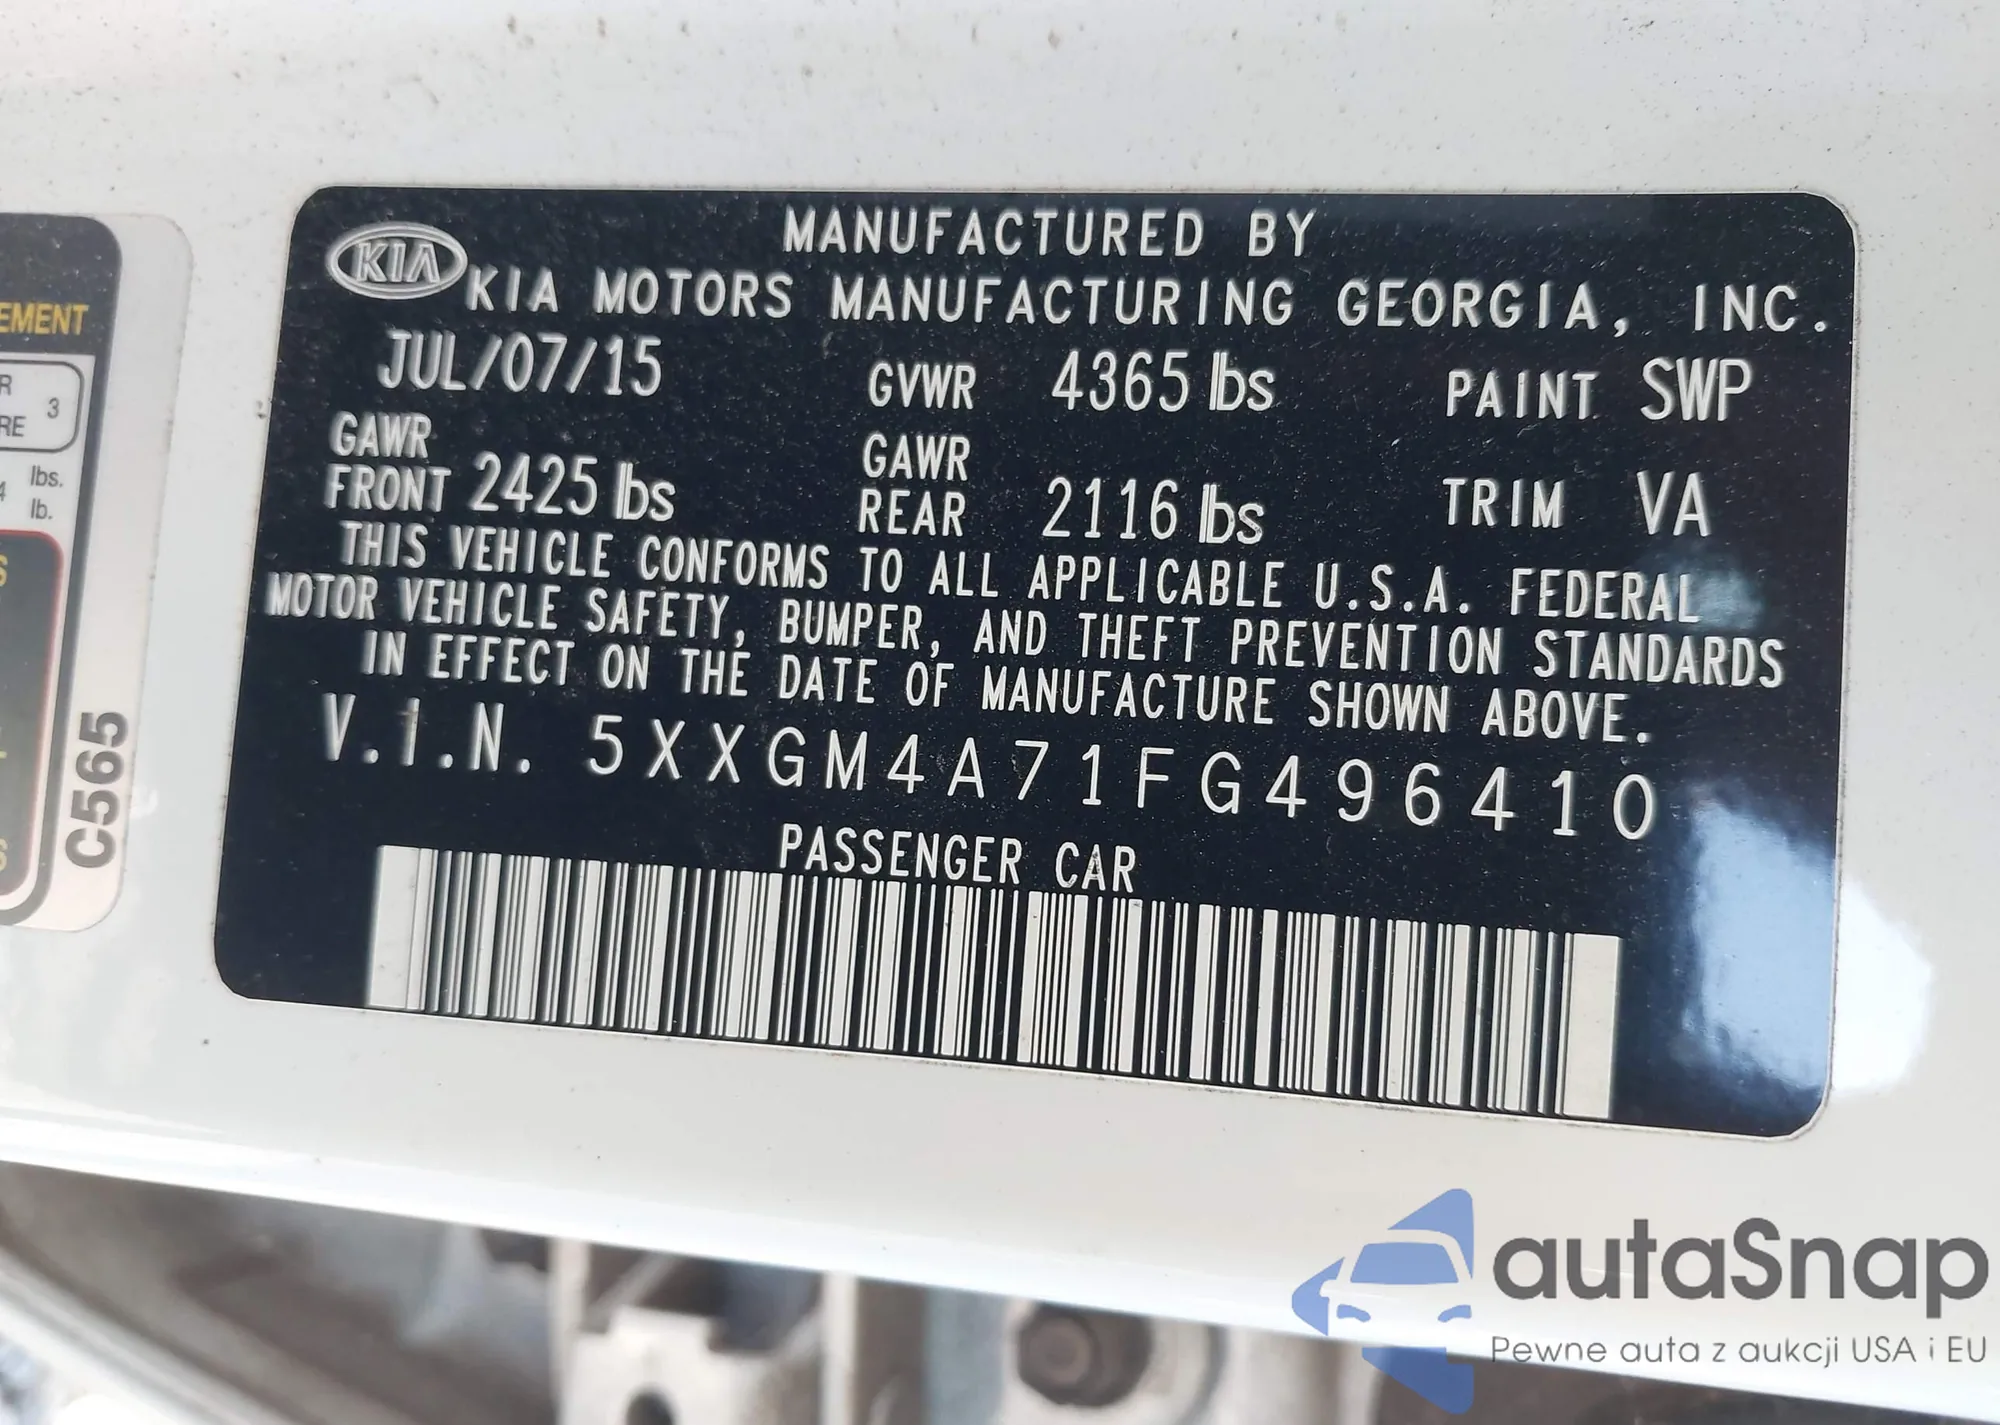 EMENT
R
RE 3
lbs.
4 lb.
S
S
C565
KIA
MANUFACTURED BY
KIA MOTORS MANUFACTURING GEORGIA, INC.
JUL/07/15 GVWR 4365 lbs PAINT SWP
GAWR FRONT 2425 lbs GAWR REAR 2116 lbs TRIM VA
THIS VEHICLE CONFORMS TO ALL APPLICABLE U.S.A. FEDERAL
MOTOR VEHICLE SAFETY, BUMPER, AND THEFT PREVENTION STANDARDS
IN EFFECT ON THE DATE OF MANUFACTURE SHOWN ABOVE.
V.I.N. 5XXGM4A71FG496410
PASSENGER CAR
autaSnap
Pewne auta z aukcji USA i EU